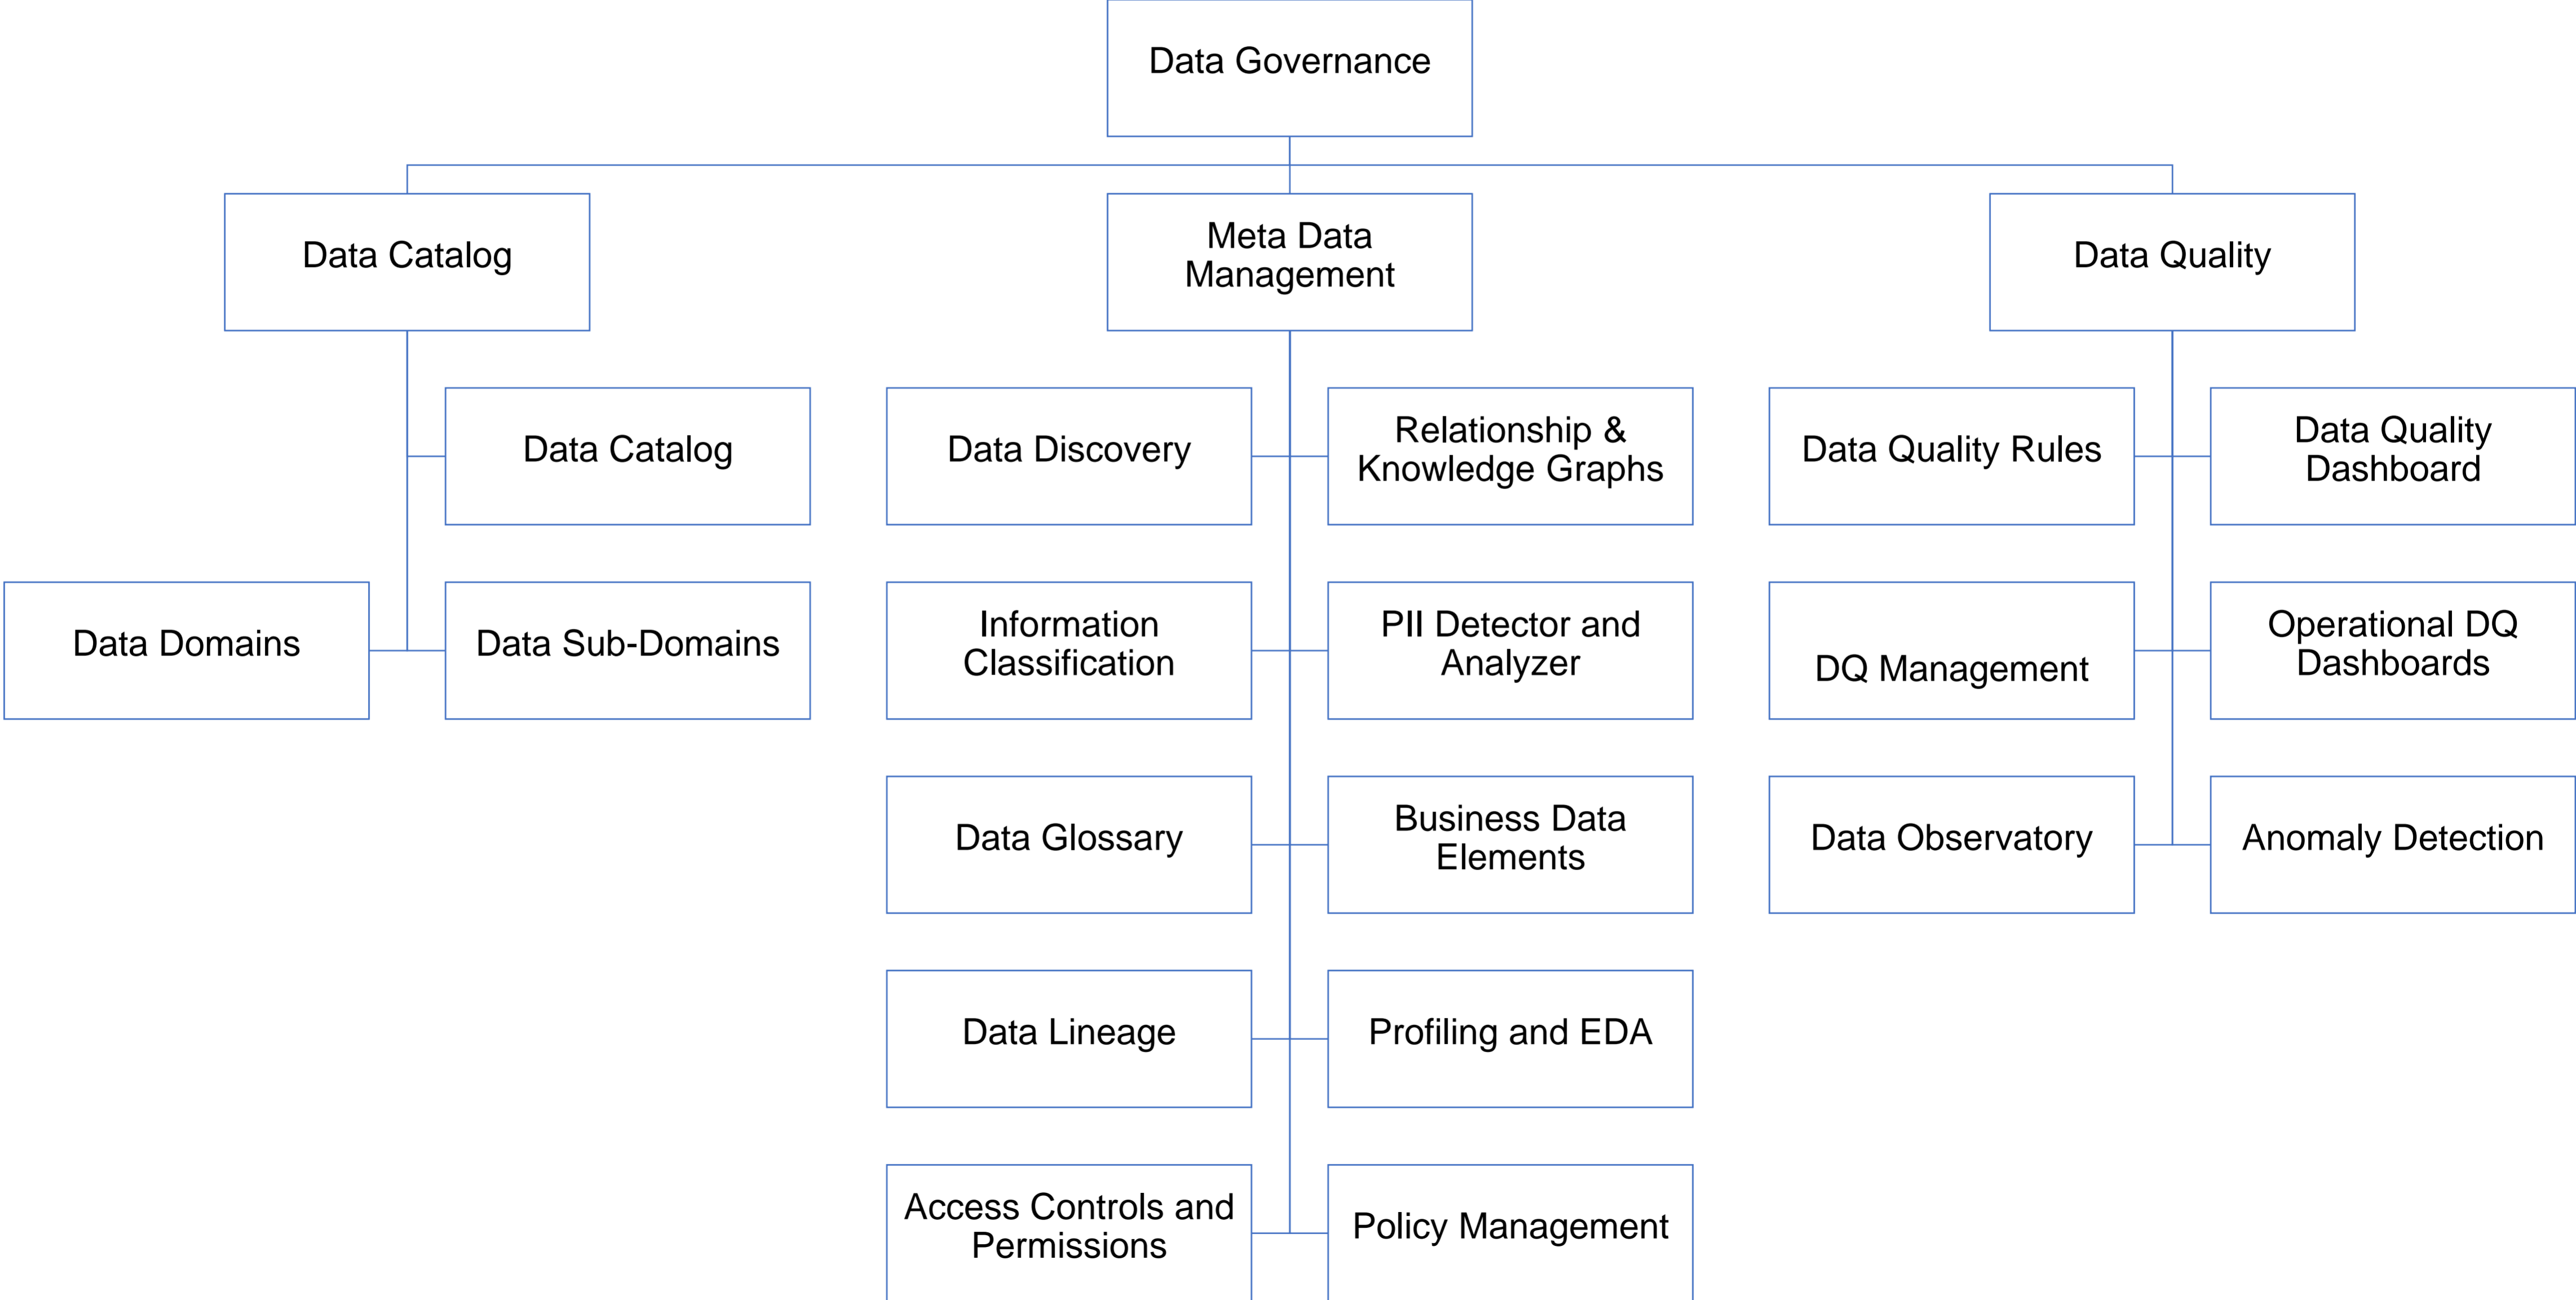 Data Governance
Data Catalog
Meta Data
Management
Data Quality
Data Catalog
Data Discovery
Relationship &
Knowledge Graphs
Data Quality Rules
Data Quality
Dashboard
Data Domains
Data Sub-Domains
Information
Classification
PII Detector and
Analyzer
DQ Management
Operational DQ
Dashboards
Data Glossary
Business Data
Elements
Data Observatory
Anomaly Detection
Data Lineage
Profiling and EDA
Access Controls and
Permissions
Policy Management